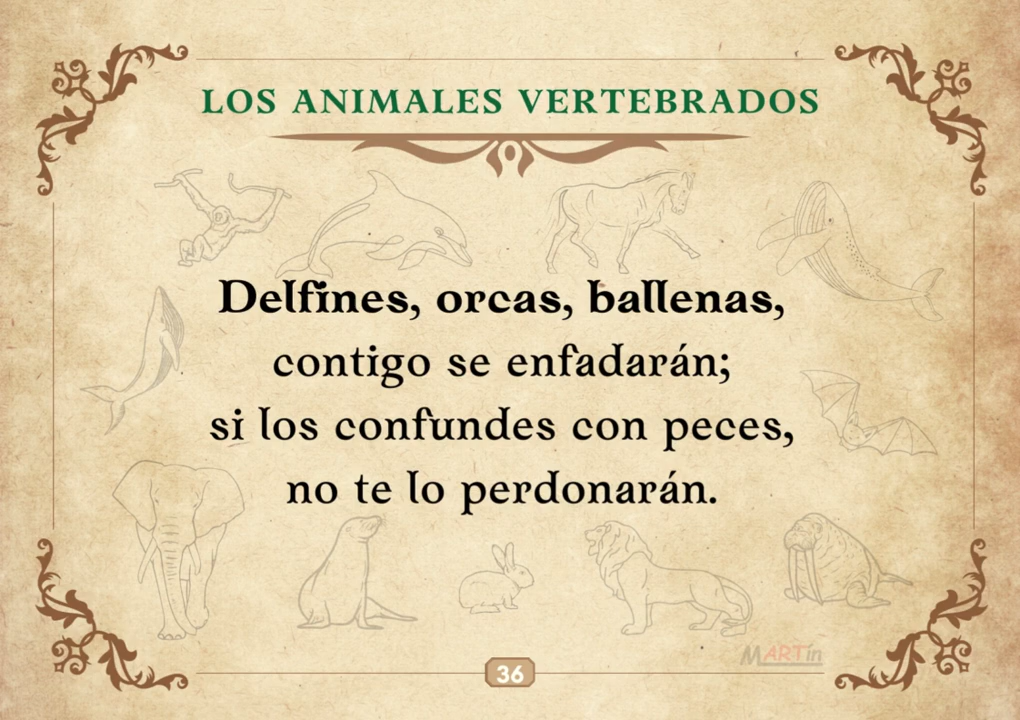 LOS ANIMALES VERTEBRADOS
Delfines, orcas, ballenas,
contigo se enfadarán;
si los confundes con peces,
no te lo perdonarán.
MARTín
36